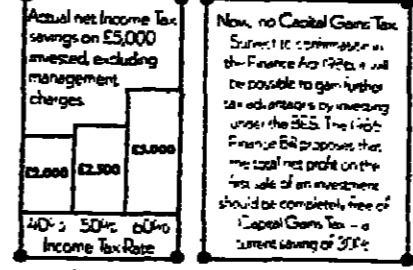 Actual net Income Tax
savings on £5,000
invested, excluding
management
charges.
£2,000 £2,500 £3,000
40% 50% 60%
Income Tax Rate
Now, no Capital Gains Tax
Subject to confirmation in
the Finance Act it will
be possible to gain further
tax advantages by investing
under the BES. The
Finance Bill proposes that
the total net profit on the
first sale of an investment
should be completely free of
Capital Gains Tax – a
current saving of 30%